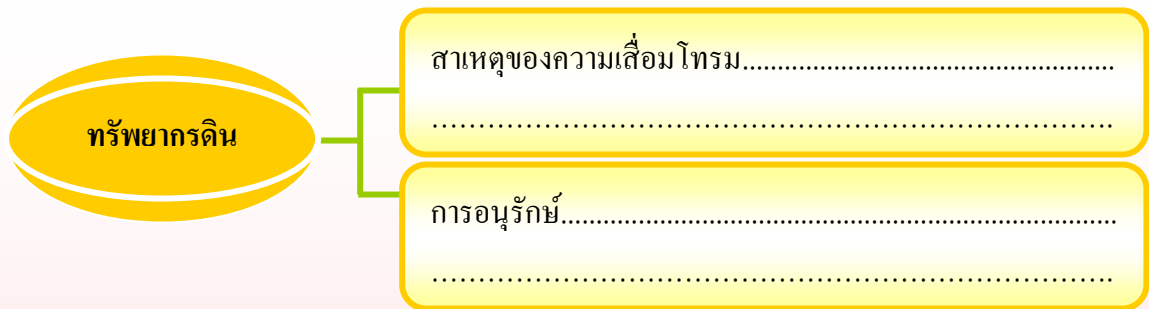 ทรัพยากรดิน
สาเหตุของความเสื่อมโทรม.....................................................
……………………………………………………………….
การอนุรักษ์................................................................................
……………………………………………………………….